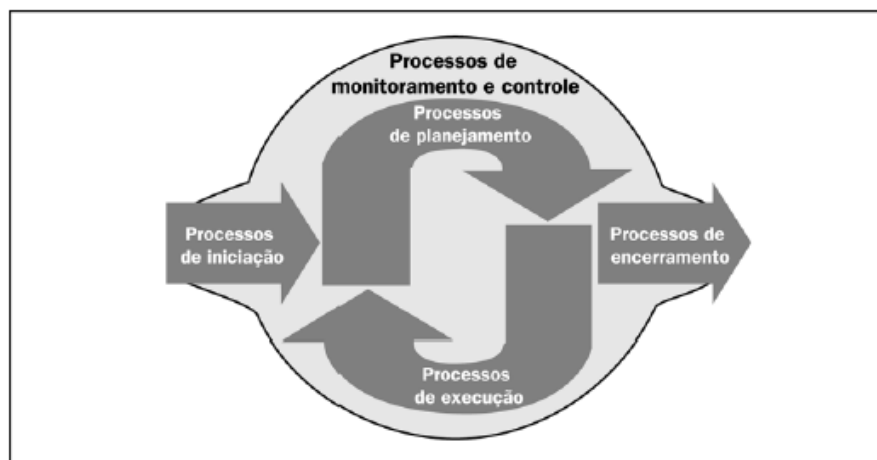 Processos de
monitoramento e controle
Processos
de planejamento
Processos
de iniciação
Processos de
encerramento
Processos
de execução